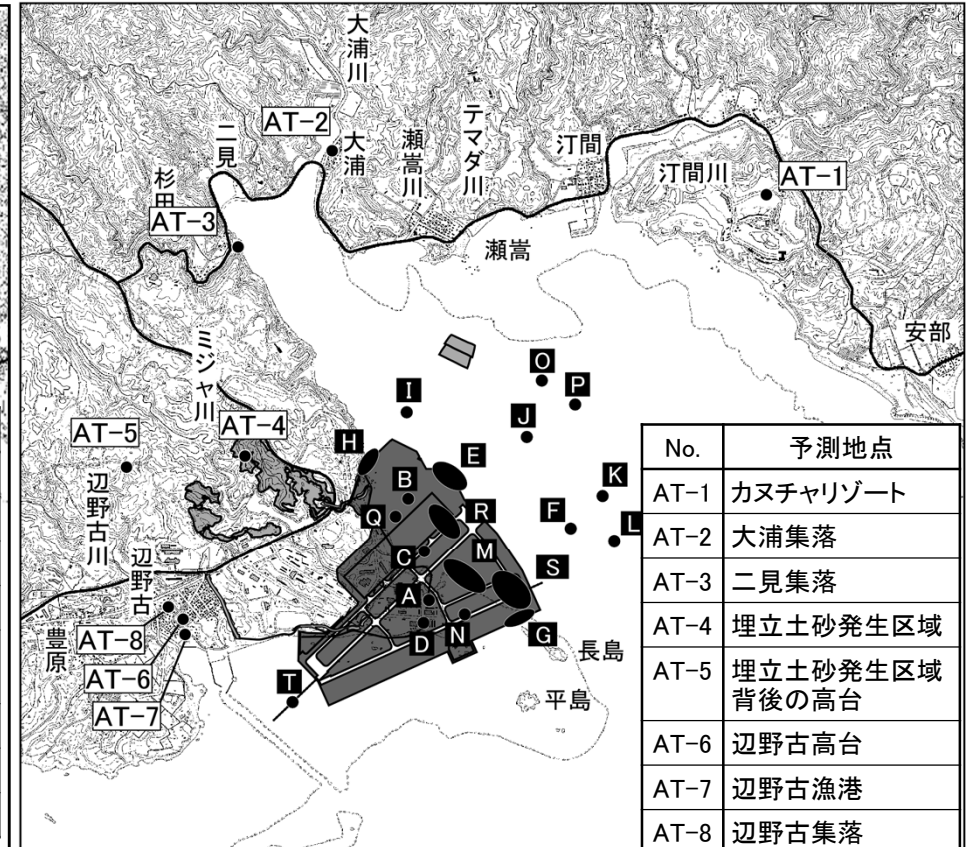 大浦川
AT-2
大浦
二見
杉田
AT-3
瀬嵩川
テマダ川
汀間
汀間川
AT-1
瀬嵩
安部
ミジャ川
AT-5
AT-4
辺野古川
辺野古
豊原
AT-8
AT-6
AT-7
O
P
I
J
H
E
K
B
Q
R
F
L
C
M
S
A
D
N
G
T
長島
平島
No. 予測地点
AT-1 カヌチャリゾート
AT-2 大浦集落
AT-3 二見集落
AT-4 埋立土砂発生区域
AT-5 埋立土砂発生区域
背後の高台
AT-6 辺野古高台
AT-7 辺野古漁港
AT-8 辺野古集落